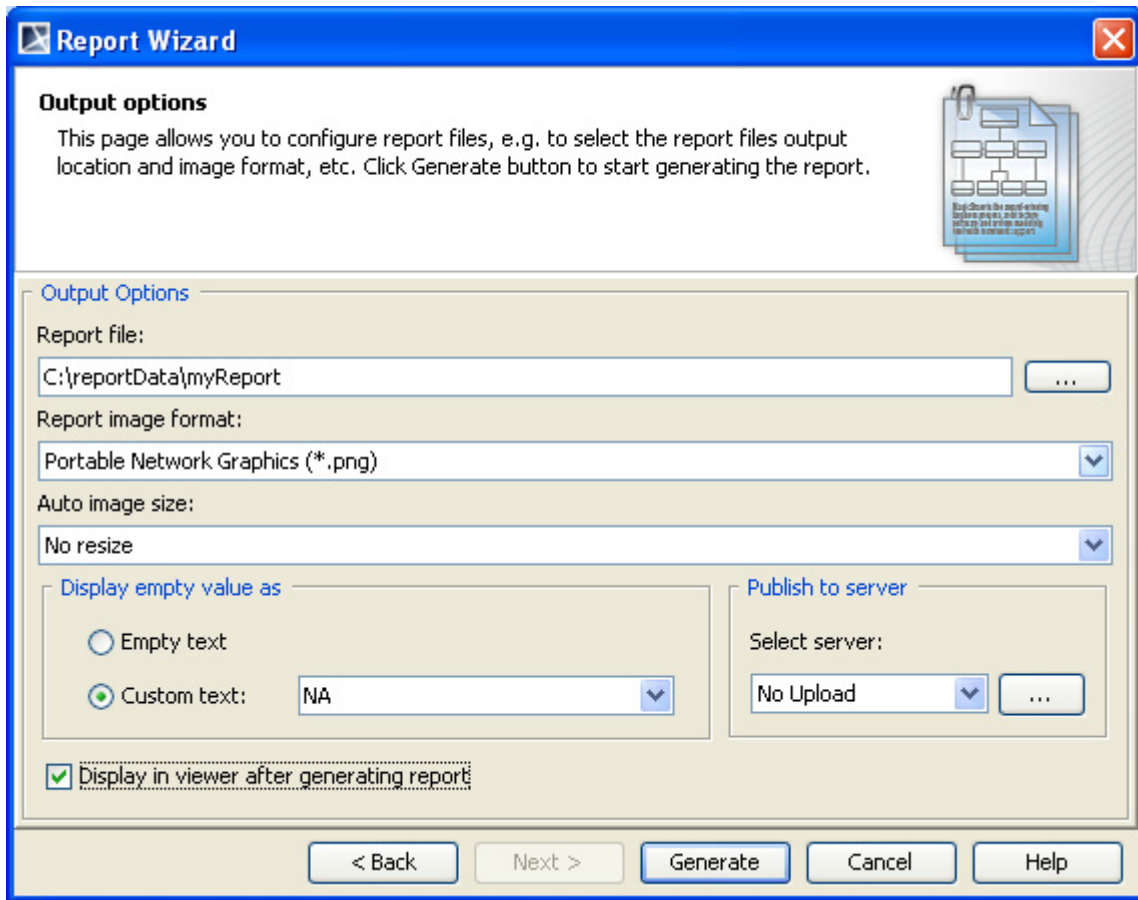 Report Wizard
Output options
This page allows you to configure report files, e.g. to select the report files output
location and image format, etc. Click Generate button to start generating the report.
Output Options
Report file:
C:\reportData\myReport
...
Report image format:
Portable Network Graphics (*.png)
Auto image size:
No resize
Display empty value as
Empty text
Custom text:
NA
Publish to server
Select server:
No Upload
...
Display in viewer after generating report
< Back
Next >
Generate
Cancel
Help